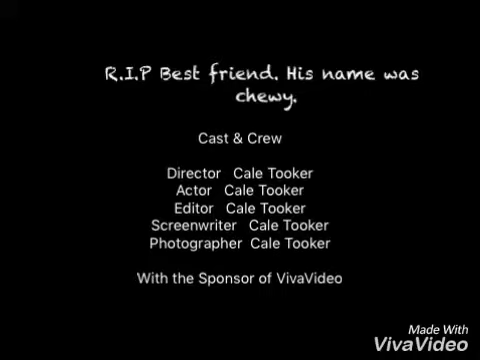 R.I.P Best friend. His name was
chewy.
Cast & Crew
Director Cale Tooker
Actor Cale Tooker
Editor Cale Tooker
Screenwriter Cale Tooker
Photographer Cale Tooker
With the Sponsor of VivaVideo
Made With
VivaVideo